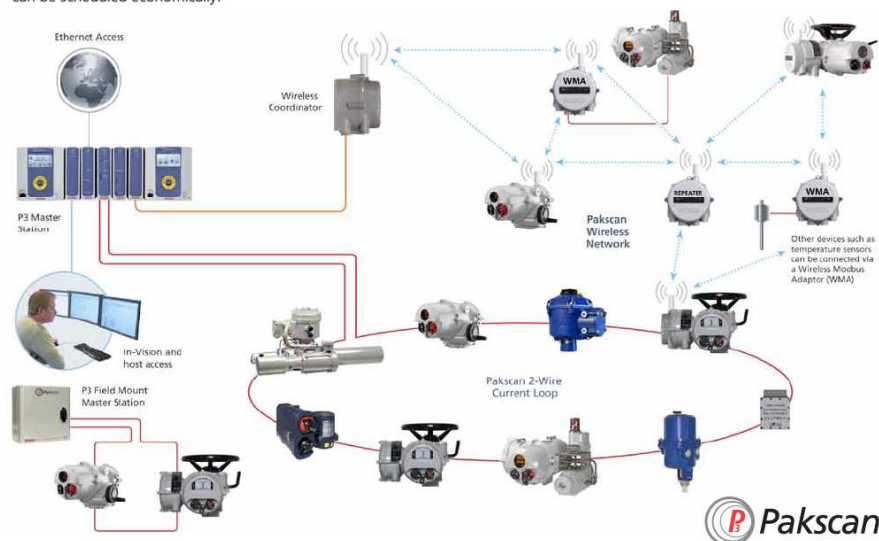 can be scheduled economically.
Ethernet Access
Wireless
Coordinator
WMA
P3 Master
Station
REPEATER
WMA
Pakscan
Wireless
Network
Other devices such as
temperature sensors
can be connected via
a Wireless Modbus
Adaptor (WMA)
In-Vision and
host access
Pakscan 2-Wire
Current Loop
P3 Field Mount
Master Station
Pakscan
P3 Pakscan